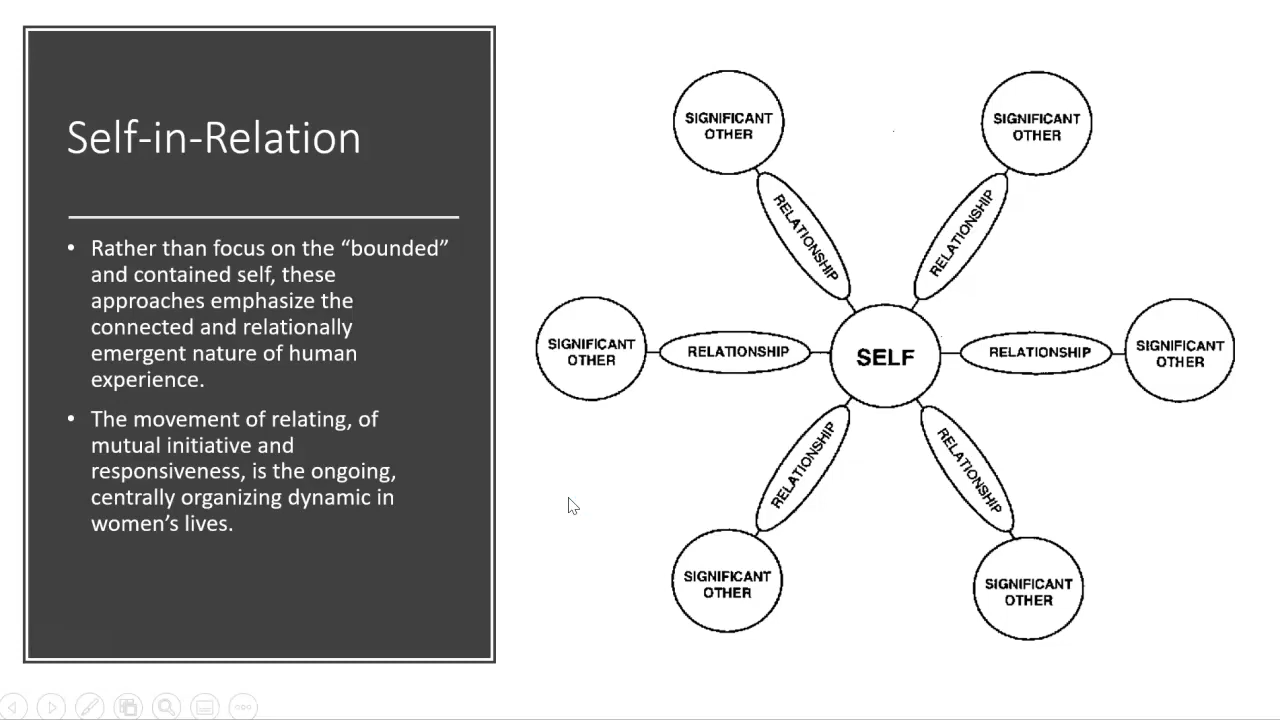 Self-in-Relation
• Rather than focus on the “bounded”
and contained self, these
approaches emphasize the
connected and relationally
emergent nature of human
experience.
• The movement of relating, of
mutual initiative and
responsiveness, is the ongoing,
centrally organizing dynamic in
women’s lives.
SIGNIFICANT
OTHER
SIGNIFICANT
OTHER
RELATIONSHIP
RELATIONSHIP
SIGNIFICANT
OTHER
RELATIONSHIP
SELF
RELATIONSHIP
SIGNIFICANT
OTHER
RELATIONSHIP
RELATIONSHIP
SIGNIFICANT
OTHER
SIGNIFICANT
OTHER